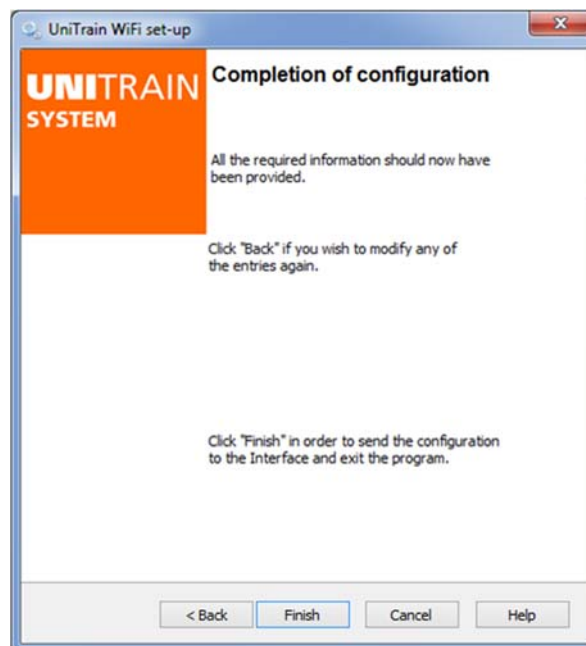 UniTrain WiFi set-up
UNITRAIN
SYSTEM
Completion of configuration
All the required information should now have
been provided.
Click "Back" if you wish to modify any of
the entries again.
Click "Finish" in order to send the configuration
to the Interface and exit the program.
< Back Finish Cancel Help